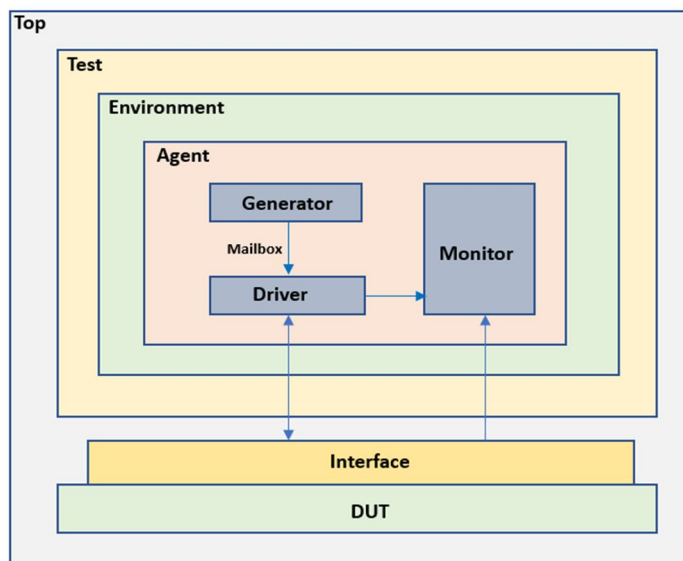 Top
Test
Environment
Agent
Generator
Mailbox
Monitor
Driver
Interface
DUT